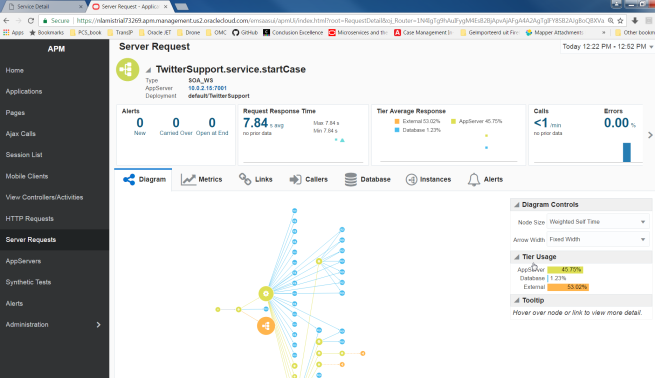 Service Detail
Server Request - Applicatio
Secure
https://nlamistrial73269.apm.management.us2.oraclecloud.com/emsaasui/apmUi/index.html?root=RequestDetail&
Apps
Bookmarks
PCS_book
TransIP
Oracle JET
Drone
OMC
GitHub
Conclusion Excellence
Microservices and the
Case Management
Geïmporteerd uit Firef
Mapper Attachments
Other bookm
APM
Server Request
Today 12:22 PM - 12:52 PM
Home
Applications
Pages
Ajax Calls
Session List
Mobile Clients
View Controllers/Activities
HTTP Requests
Server Requests
AppServers
Synthetic Tests
Alerts
Administration
TwitterSupport.service.startCase
Type SOA_WS
AppServer 10.0.2.15:7001
Deployment default/TwitterSupport
Alerts
0 0 0
New Carried Over Open at End
Request Response Time
7.84 s avg
no prior data
Max 7.84 s
Min 7.84 s
Tier Average Response
External 53.02% AppServer 45.75%
Database 1.23%
Calls Errors
<1 /min 0.00 %
no prior data
Diagram Metrics Links Callers Database Instances Alerts
Diagram Controls
Node Size Weighted Self Time
Arrow Width Fixed Width
Tier Usage
AppServer 45.75%
Database 1.23%
External 53.02%
Tooltip
Hover over node or link to view more detail.